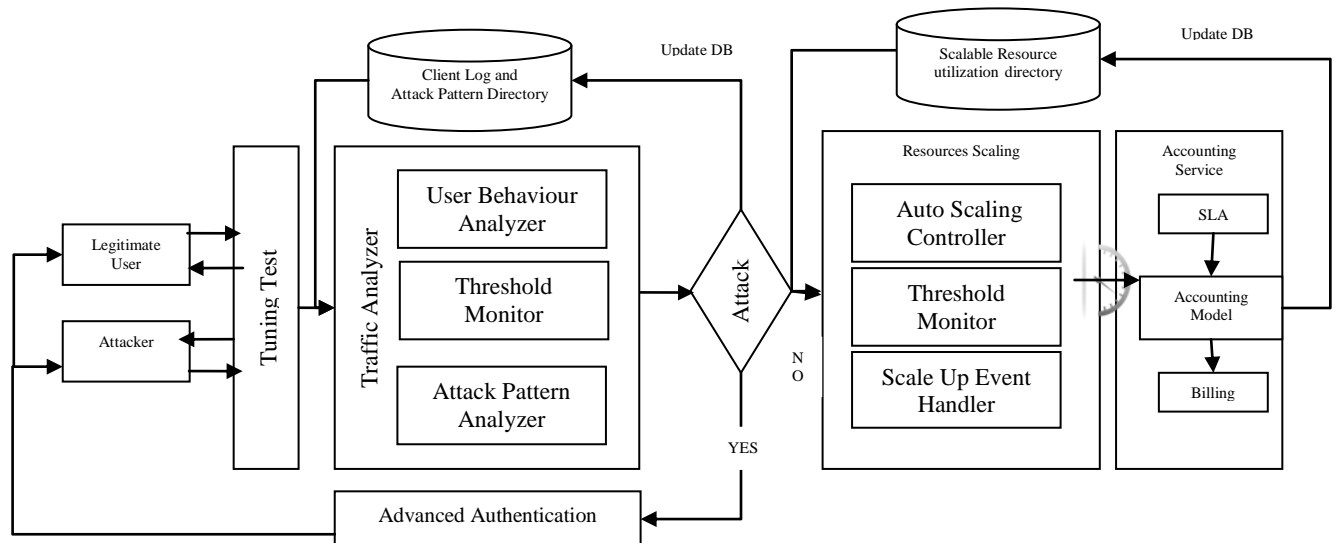 Update DB
Client Log and
Attack Pattern Directory
Scalable Resource
utilization directory
Update DB
Legitimate
User
Attacker
Tuning Test
Traffic Analyzer
User Behaviour
Analyzer
Threshold
Monitor
Attack Pattern
Analyzer
Attack
N
O
YES
Resources Scaling
Auto Scaling
Controller
Threshold
Monitor
Scale Up Event
Handler
Accounting
Service
SLA
Accounting
Model
Billing
Advanced Authentication